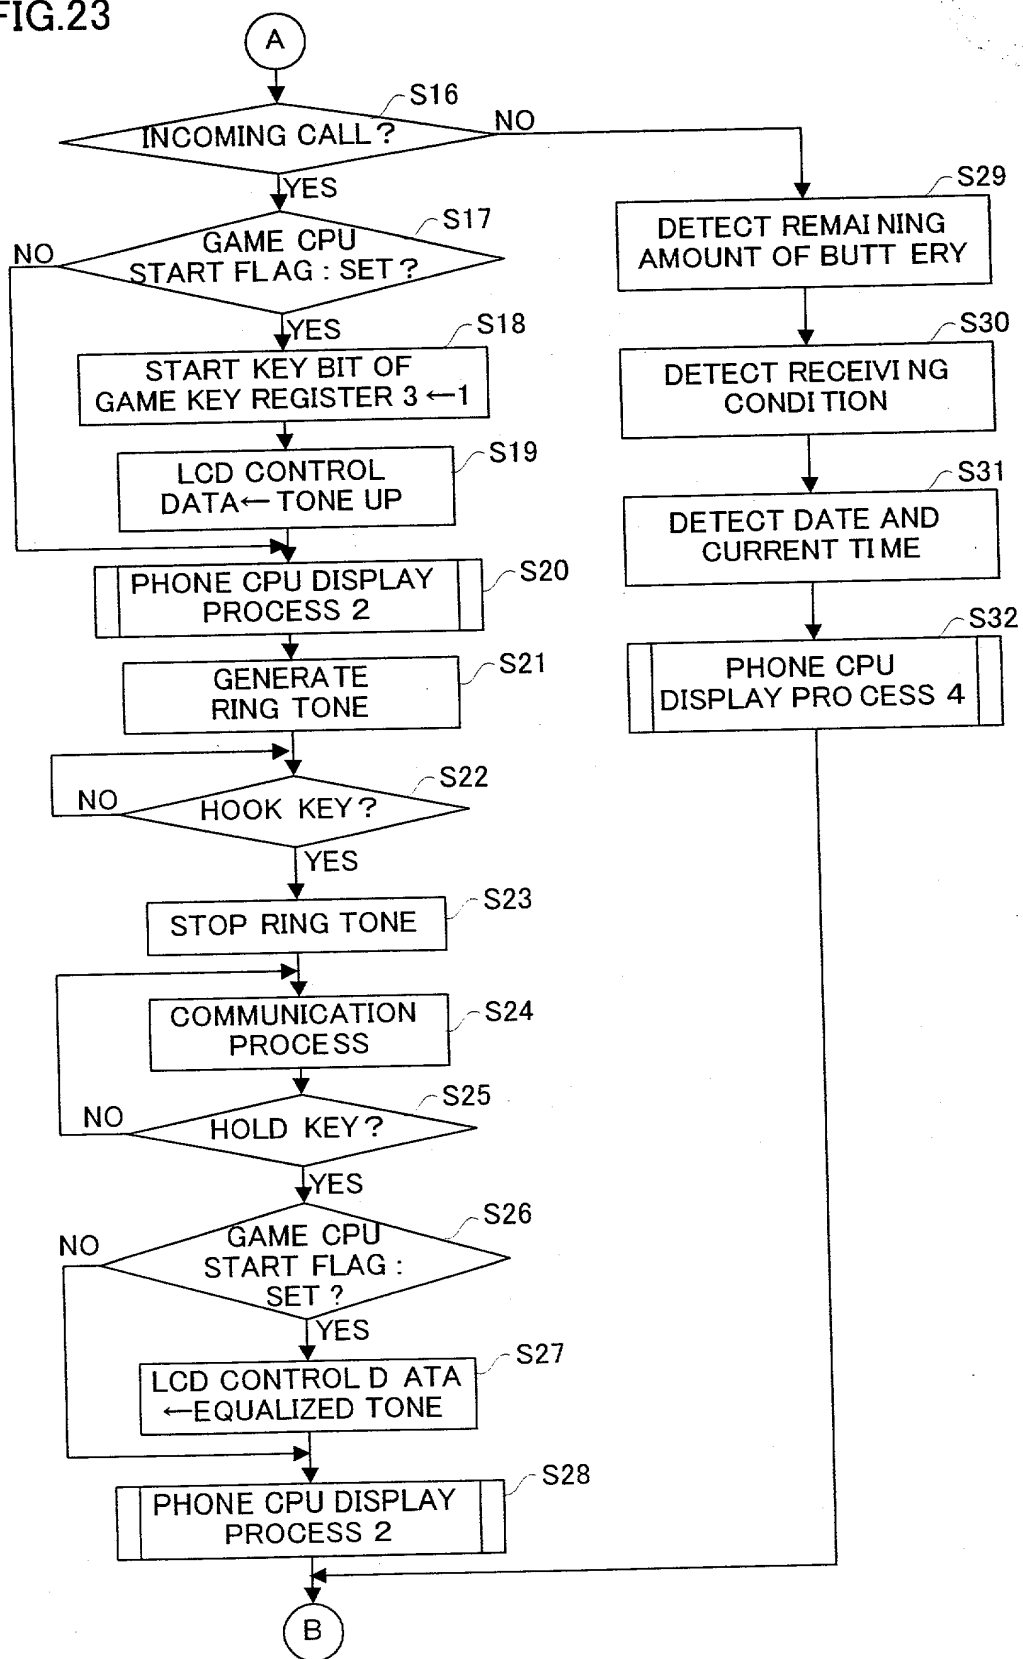 FIG.23
A
S16
INCOMING CALL?
NO
YES
S17
GAME CPU
START FLAG : SET?
NO
YES
S18
START KEY BIT OF
GAME KEY REGISTER 3 ←1
S19
LCD CONTROL
DATA← TONE UP
S20
PHONE CPU DISPLAY
PROCESS 2
S21
GENERATE
RING TONE
S22
HOOK KEY?
NO
YES
S23
STOP RING TONE
S24
COMMUNICATION
PROCESS
S25
HOLD KEY?
NO
YES
S26
GAME CPU
START FLAG :
SET ?
NO
YES
S27
LCD CONTROL D ATA
←EQUALIZED TONE
S28
PHONE CPU DISPLAY
PROCESS 2
B
S29
DETECT REMAI NING
AMOUNT OF BUTT ERY
S30
DETECT RECEIVI NG
CONDI TION
S31
DETECT DATE AND
CURRENT TI ME
S32
PHONE CPU
DISPLAY PRO CESS 4